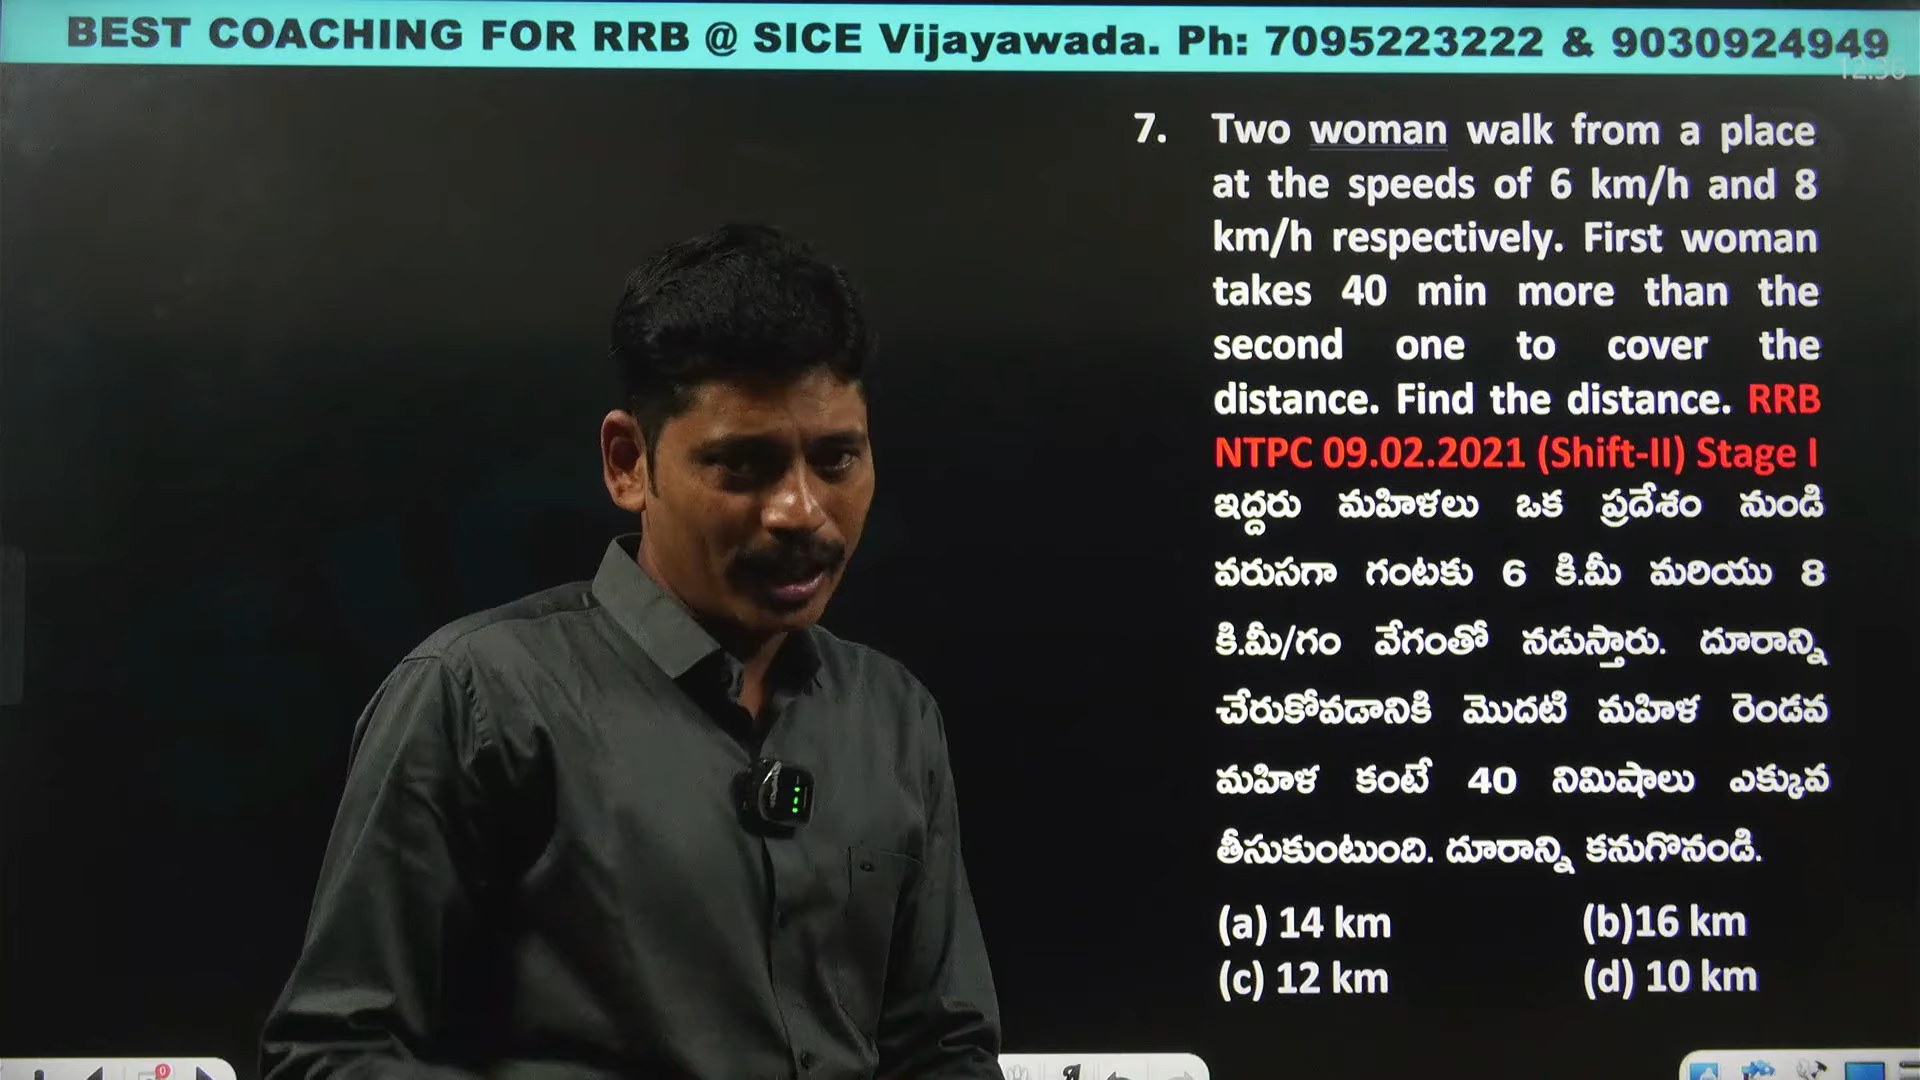 BEST COACHING FOR RRB @ SICE Vijayawada. Ph: 7095223222 & 9030924949
12:36
7. Two woman walk from a place
at the speeds of 6 km/h and 8
km/h respectively. First woman
takes 40 min more than the
second one to cover the
distance. Find the distance. RRB
NTPC 09.02.2021 (Shift-II) Stage I
ఇద్దరు మహిళలు ఒక ప్రదేశం నుండి
వరుసగా గంటకు 6 కి.మీ మరియు 8
కి.మీ/గం వేగంతో నడుస్తారు. దూరాన్ని
చేరుకోవడానికి మొదటి మహిళ రెండవ
మహిళ కంటే 40 నిమిషాలు ఎక్కువ
తీసుకుంటుంది. దూరాన్ని కనుగొనండి.
(a) 14 km (b)16 km
(c) 12 km (d) 10 km
0